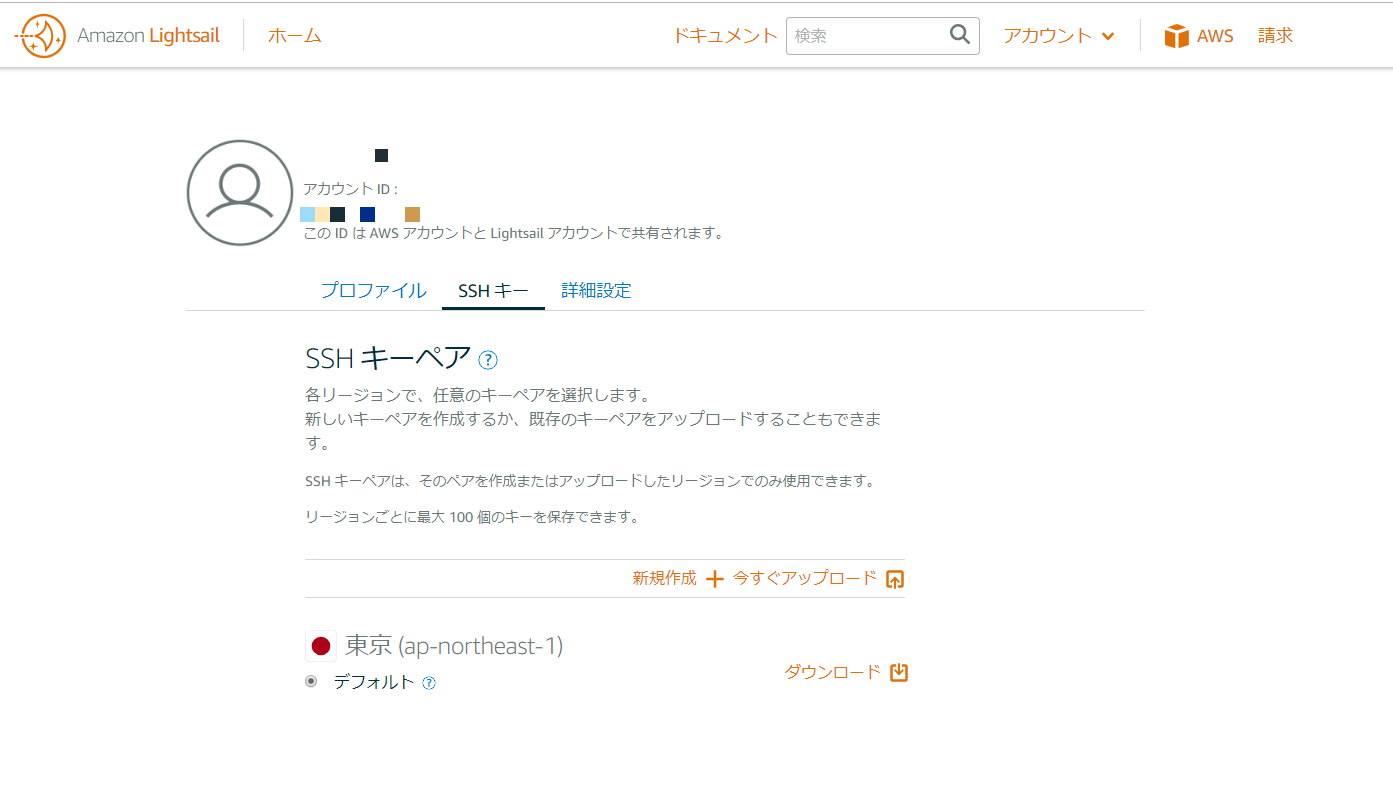 Amazon Lightsail ホーム ドキュメント 検索 アカウント AWS 請求
アカウント ID :
この ID は AWS アカウントと Lightsail アカウントで共有されます。
プロファイル SSH キー 詳細設定
SSH キーペア ?
各リージョンで、任意のキーペアを選択します。
新しいキーペアを作成するか、既存のキーペアをアップロードすることもできま
す。
SSH キーペアは、そのペアを作成またはアップロードしたリージョンでのみ使用できます。
リージョンごとに最大 100 個のキーを保存できます。
新規作成 + 今すぐアップロード
東京 (ap-northeast-1)
ダウンロード
デフォルト ?